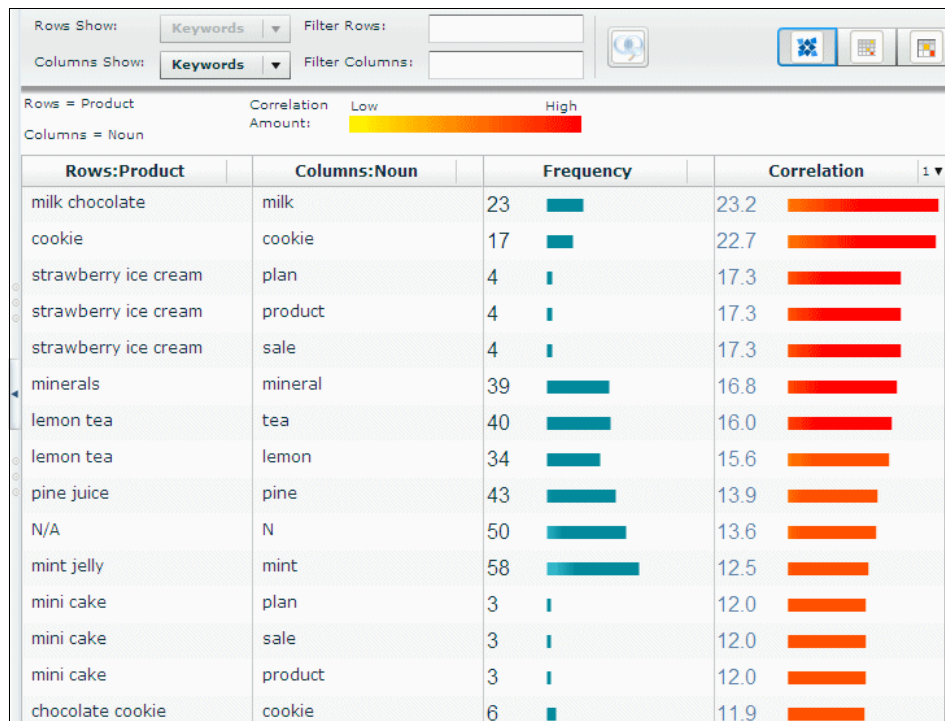 Rows Show: Keywords ▼ Filter Rows:
Columns Show: Keywords ▼ Filter Columns:
Rows = Product Correlation Low High
Columns = Noun Amount:
Rows:Product Columns:Noun Frequency Correlation 1 ▼
milk chocolate milk 23 23.2
cookie cookie 17 22.7
strawberry ice cream plan 4 17.3
strawberry ice cream product 4 17.3
strawberry ice cream sale 4 17.3
minerals mineral 39 16.8
lemon tea tea 40 16.0
lemon tea lemon 34 15.6
pine juice pine 43 13.9
N/A N 50 13.6
mint jelly mint 58 12.5
mini cake plan 3 12.0
mini cake sale 3 12.0
mini cake product 3 12.0
chocolate cookie cookie 6 11.9